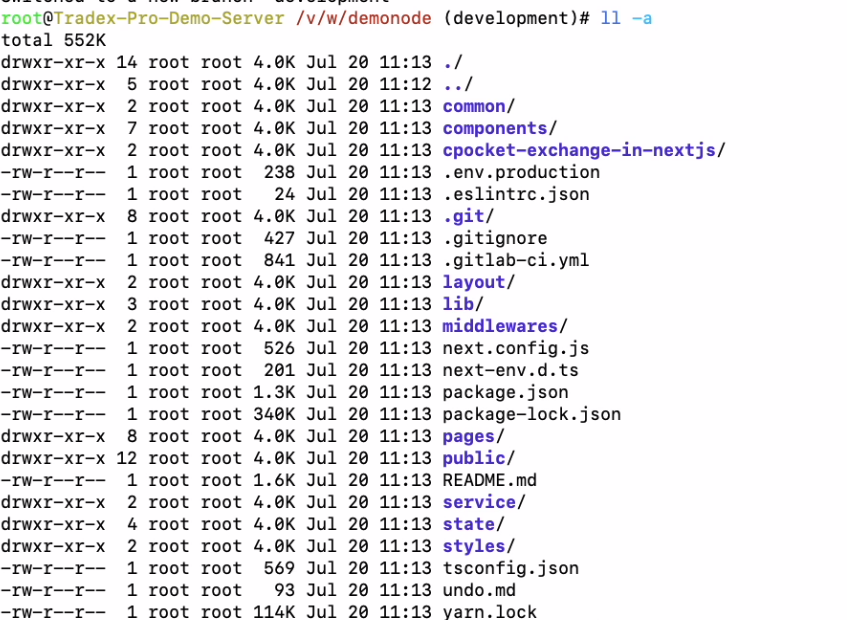 Switched to a new branch 'development'
root@Tradex-Pro-Demo-Server /v/w/demonode (development)# ll -a
total 552K
drwxr-xr-x 14 root root 4.0K Jul 20 11:13 ./
drwxr-xr-x  5 root root 4.0K Jul 20 11:12 ../
drwxr-xr-x  2 root root 4.0K Jul 20 11:13 common/
drwxr-xr-x  7 root root 4.0K Jul 20 11:13 components/
drwxr-xr-x  2 root root 4.0K Jul 20 11:13 cpocket-exchange-in-nextjs/
-rw-r--r--  1 root root  238 Jul 20 11:13 .env.production
-rw-r--r--  1 root root   24 Jul 20 11:13 .eslintrc.json
drwxr-xr-x  8 root root 4.0K Jul 20 11:13 .git/
-rw-r--r--  1 root root  427 Jul 20 11:13 .gitignore
-rw-r--r--  1 root root  841 Jul 20 11:13 .gitlab-ci.yml
drwxr-xr-x  2 root root 4.0K Jul 20 11:13 layout/
drwxr-xr-x  3 root root 4.0K Jul 20 11:13 lib/
drwxr-xr-x  2 root root 4.0K Jul 20 11:13 middlewares/
-rw-r--r--  1 root root  526 Jul 20 11:13 next.config.js
-rw-r--r--  1 root root  201 Jul 20 11:13 next-env.d.ts
-rw-r--r--  1 root root 1.3K Jul 20 11:13 package.json
-rw-r--r--  1 root root 340K Jul 20 11:13 package-lock.json
drwxr-xr-x  8 root root 4.0K Jul 20 11:13 pages/
drwxr-xr-x 12 root root 4.0K Jul 20 11:13 public/
-rw-r--r--  1 root root 1.6K Jul 20 11:13 README.md
drwxr-xr-x  2 root root 4.0K Jul 20 11:13 service/
drwxr-xr-x  4 root root 4.0K Jul 20 11:13 state/
drwxr-xr-x  2 root root 4.0K Jul 20 11:13 styles/
-rw-r--r--  1 root root  569 Jul 20 11:13 tsconfig.json
-rw-r--r--  1 root root   93 Jul 20 11:13 undo.md
-rw-r--r--  1 root root 114K Jul 20 11:13 yarn.lock